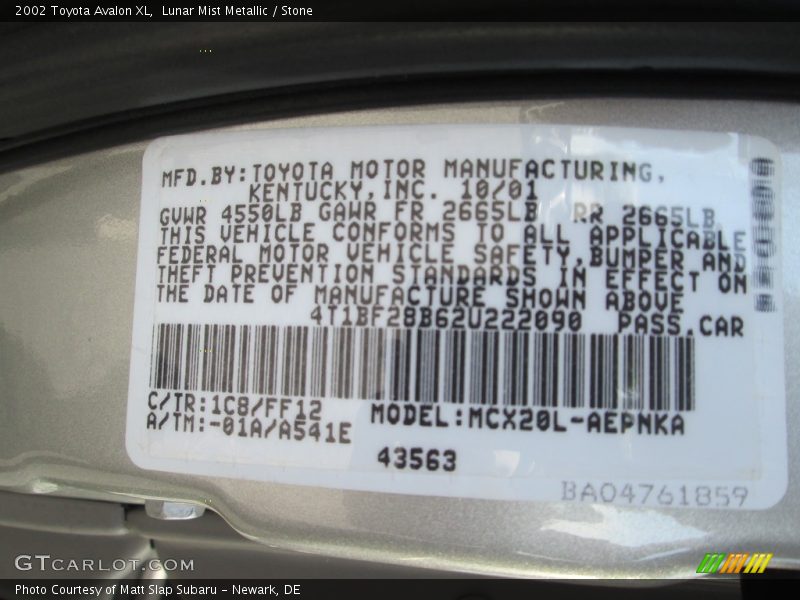 2002 Toyota Avalon XL,  Lunar Mist Metallic / Stone
MFD.BY:TOYOTA MOTOR MANUFACTURING,
KENTUCKY,INC. 10/01
GVWR 4550LB GAWR FR 2665LB RR 2665LB
THIS VEHICLE CONFORMS TO ALL APPLICABLE
FEDERAL MOTOR VEHICLE SAFETY,BUMPER AND
THEFT PREVENTION STANDARDS IN EFFECT ON
THE DATE OF MANUFACTURE SHOWN ABOVE
4T1BF28B62U222090 PASS.CAR
C/TR:1C8/FF12
A/TM:-01A/A541E
MODEL:MCX20L-AEPNKA
43563
BA04761859
GTCARLOT.COM
Photo Courtesy of Matt Slap Subaru - Newark, DE